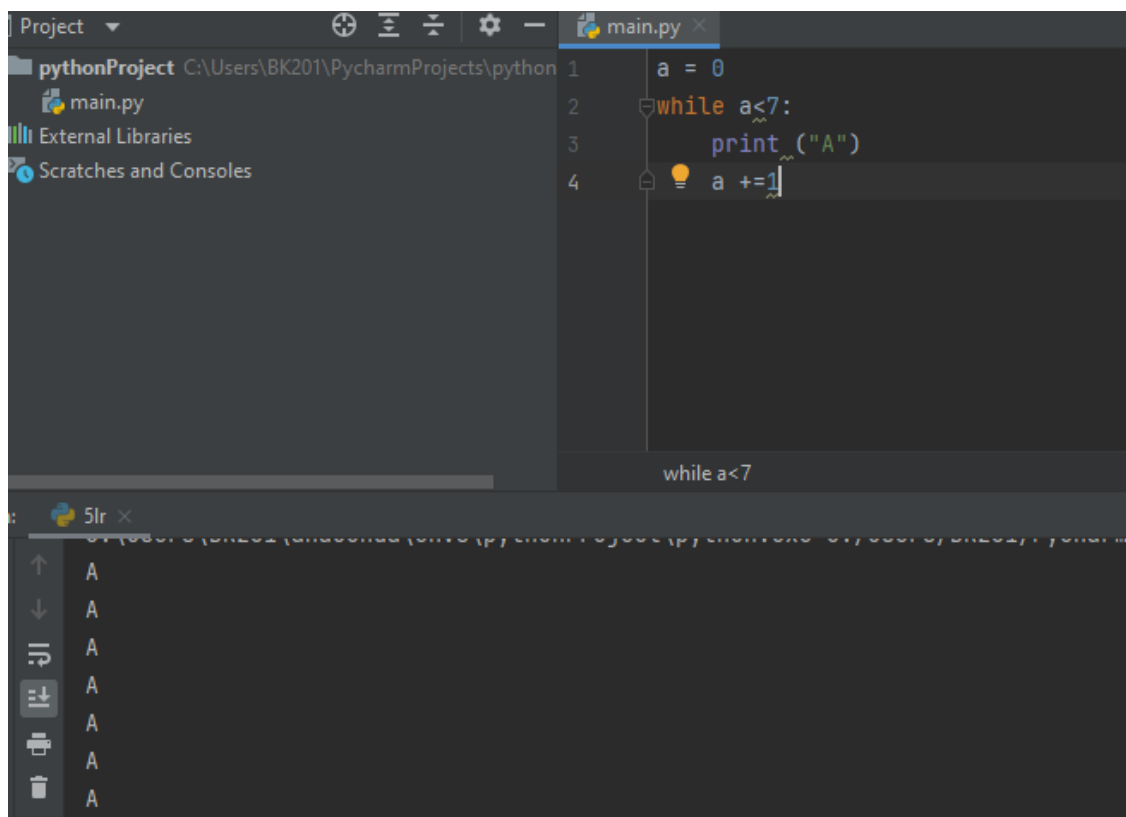 Project
main.py
pythonProject C:\Users\BK201\PycharmProjects\python
main.py
External Libraries
Scratches and Consoles
1 a = 0
2 while a<7:
3 print ("A")
4 a +=1
while a<7
5lr
A
A
A
A
A
A
A